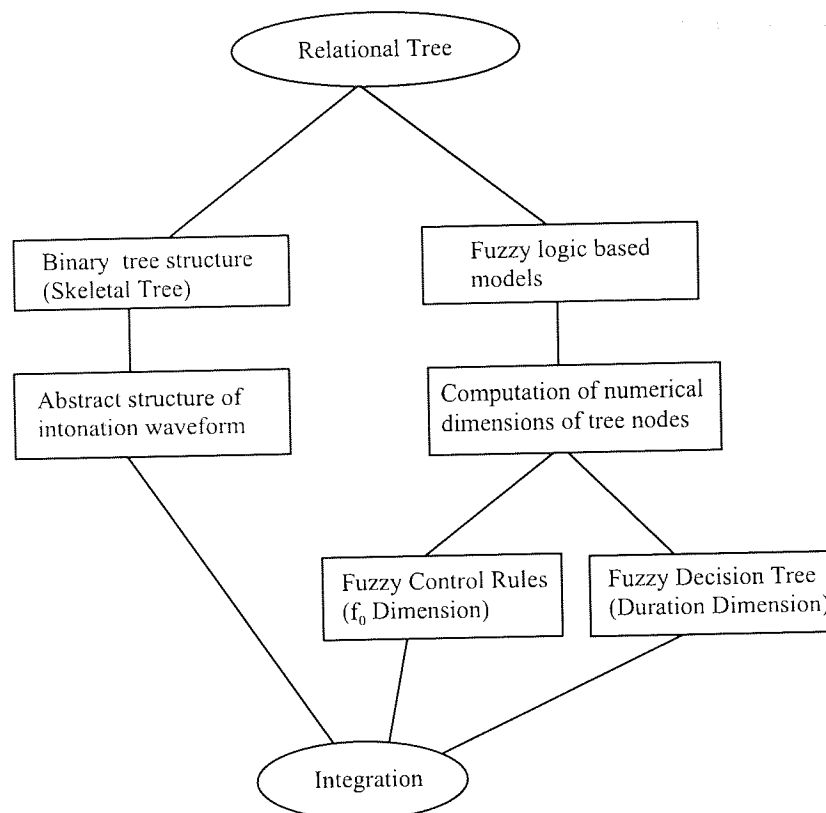 Relational Tree
Binary tree structure
(Skeletal Tree)
Fuzzy logic based
models
Abstract structure of
intonation waveform
Computation of numerical
dimensions of tree nodes
Fuzzy Control Rules
(f₀ Dimension)
Fuzzy Decision Tree
(Duration Dimension)
Integration